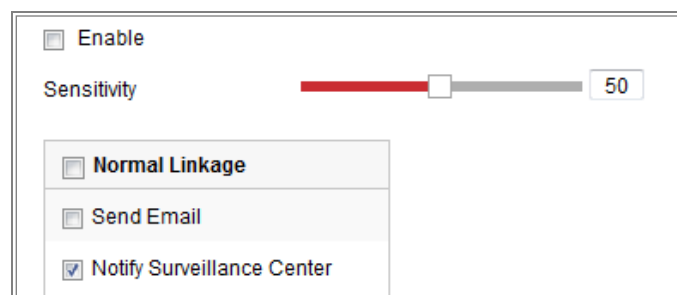 Enable
Sensitivity 50
Normal Linkage
Send Email
Notify Surveillance Center